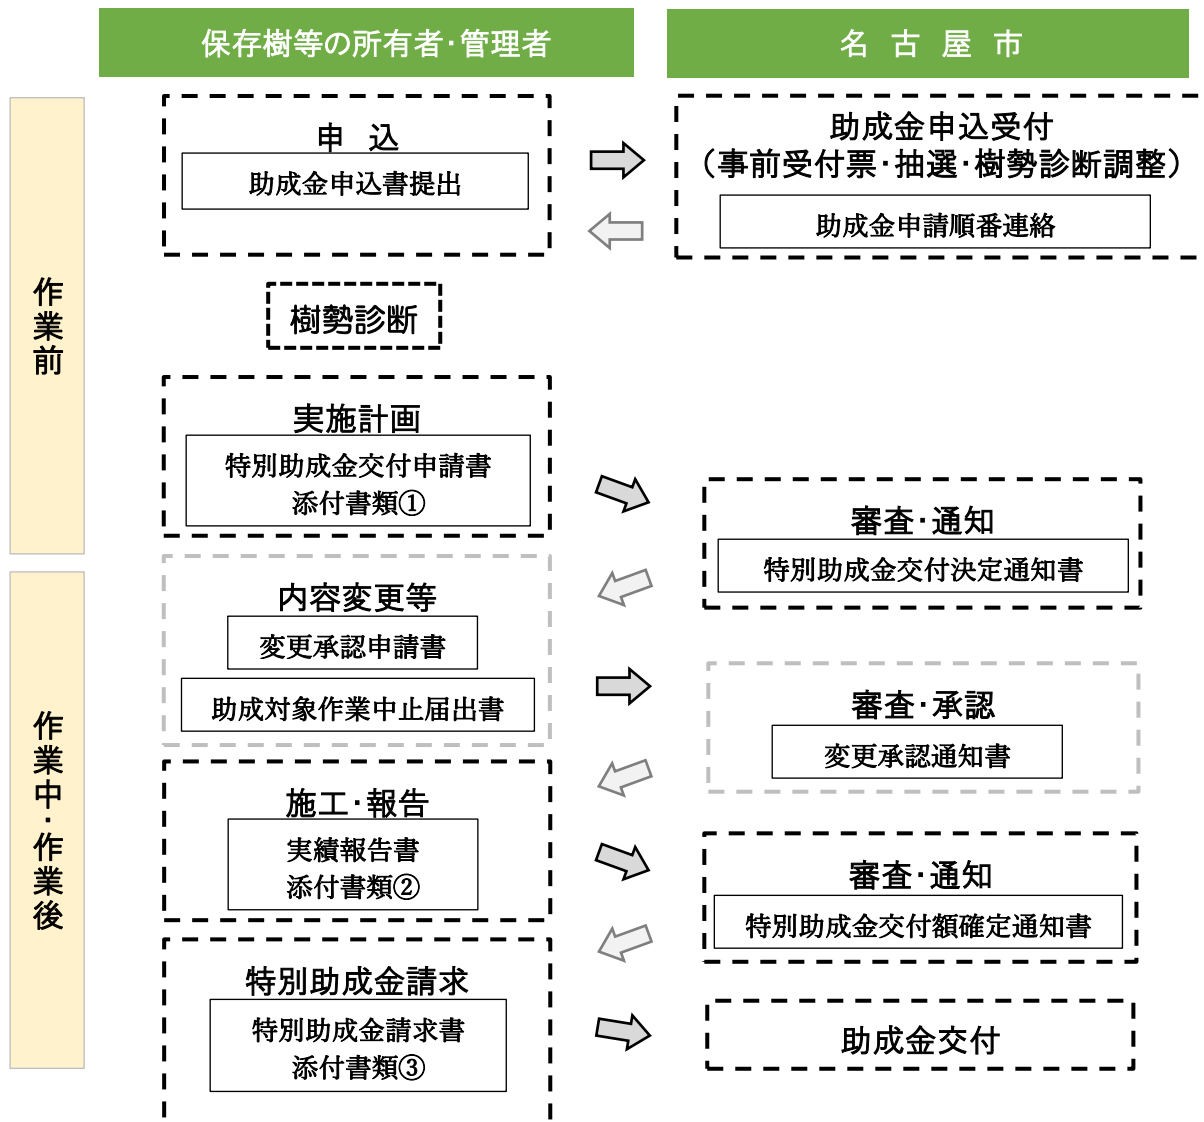 保存樹等の所有者・管理者
名 古 屋 市
作業前
申 込
助成金申込書提出
助成金申込受付
（事前受付票・抽選・樹勢診断調整）
助成金申請順番連絡
樹勢診断
実施計画
特別助成金交付申請書
添付書類①
審査・通知
特別助成金交付決定通知書
作業中・作業後
内容変更等
変更承認申請書
助成対象作業中止届出書
審査・承認
変更承認通知書
施工・報告
実績報告書
添付書類②
審査・通知
特別助成金交付額確定通知書
特別助成金請求
特別助成金請求書
添付書類③
助成金交付